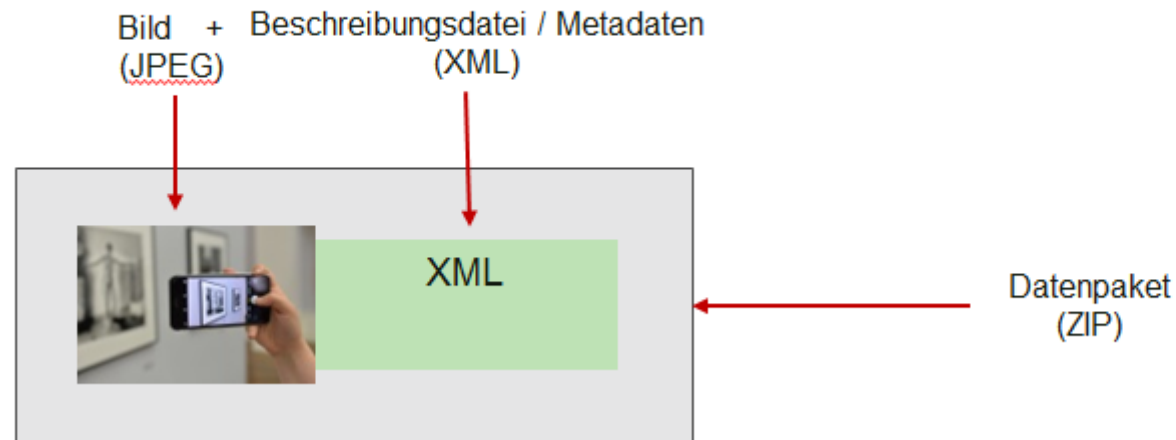 Bild + Beschreibungsdatei / Metadaten
(JPEG) (XML)
XML
Datenpaket
(ZIP)